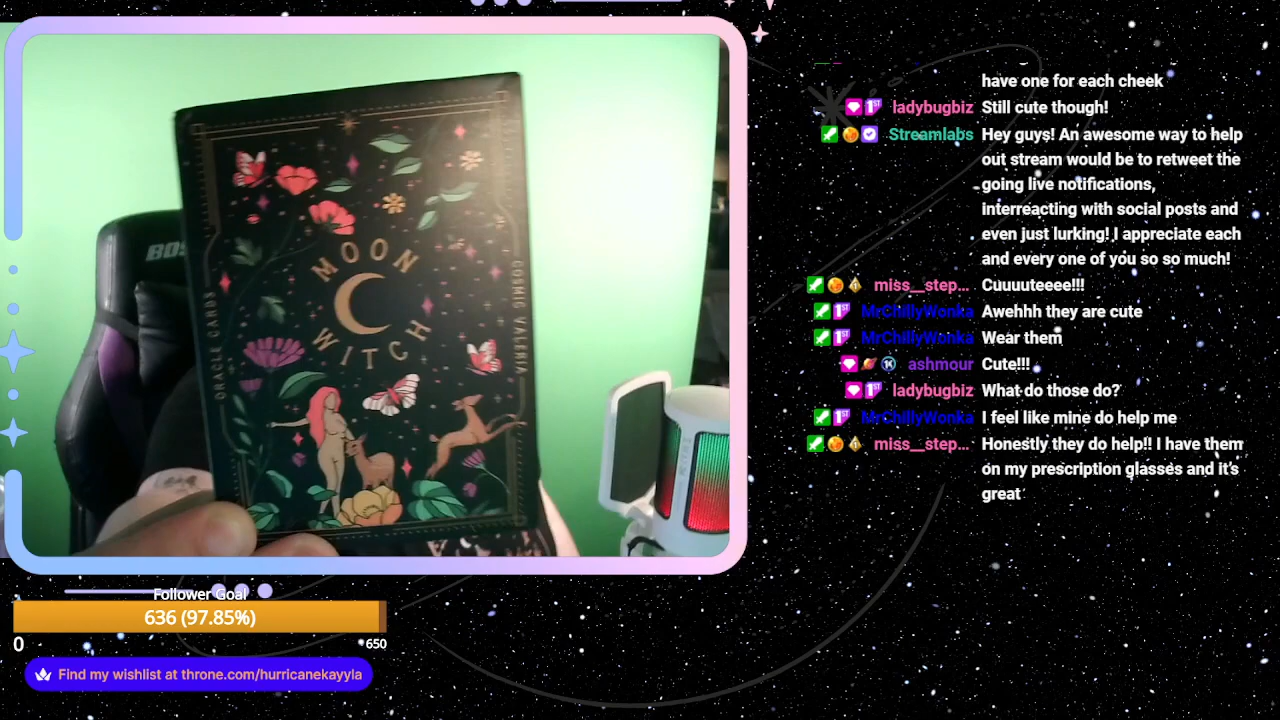 have one for each cheek
ladybugbiz Still cute though!
Streamlabs Hey guys! An awesome way to help
out stream would be to retweet the
going live notifications,
interreacting with social posts and
even just lurking! I appreciate each
and every one of you so so much!
miss__step... Cuuuuteeee!!!
MrChillyWonka Awehhh they are cute
MrChillyWonka Wear them
ashmour Cute!!!
ladybugbiz What do those do?
MrChillyWonka I feel like mine do help me
miss__step... Honestly they do help!! I have them
on my prescription glasses and it's
great
MOON
WITCH
ORACLE CARDS
COSMIC VALERIA
Follower Goal
636 (97.85%)
0
650
Find my wishlist at throne.com/hurricanekayyla